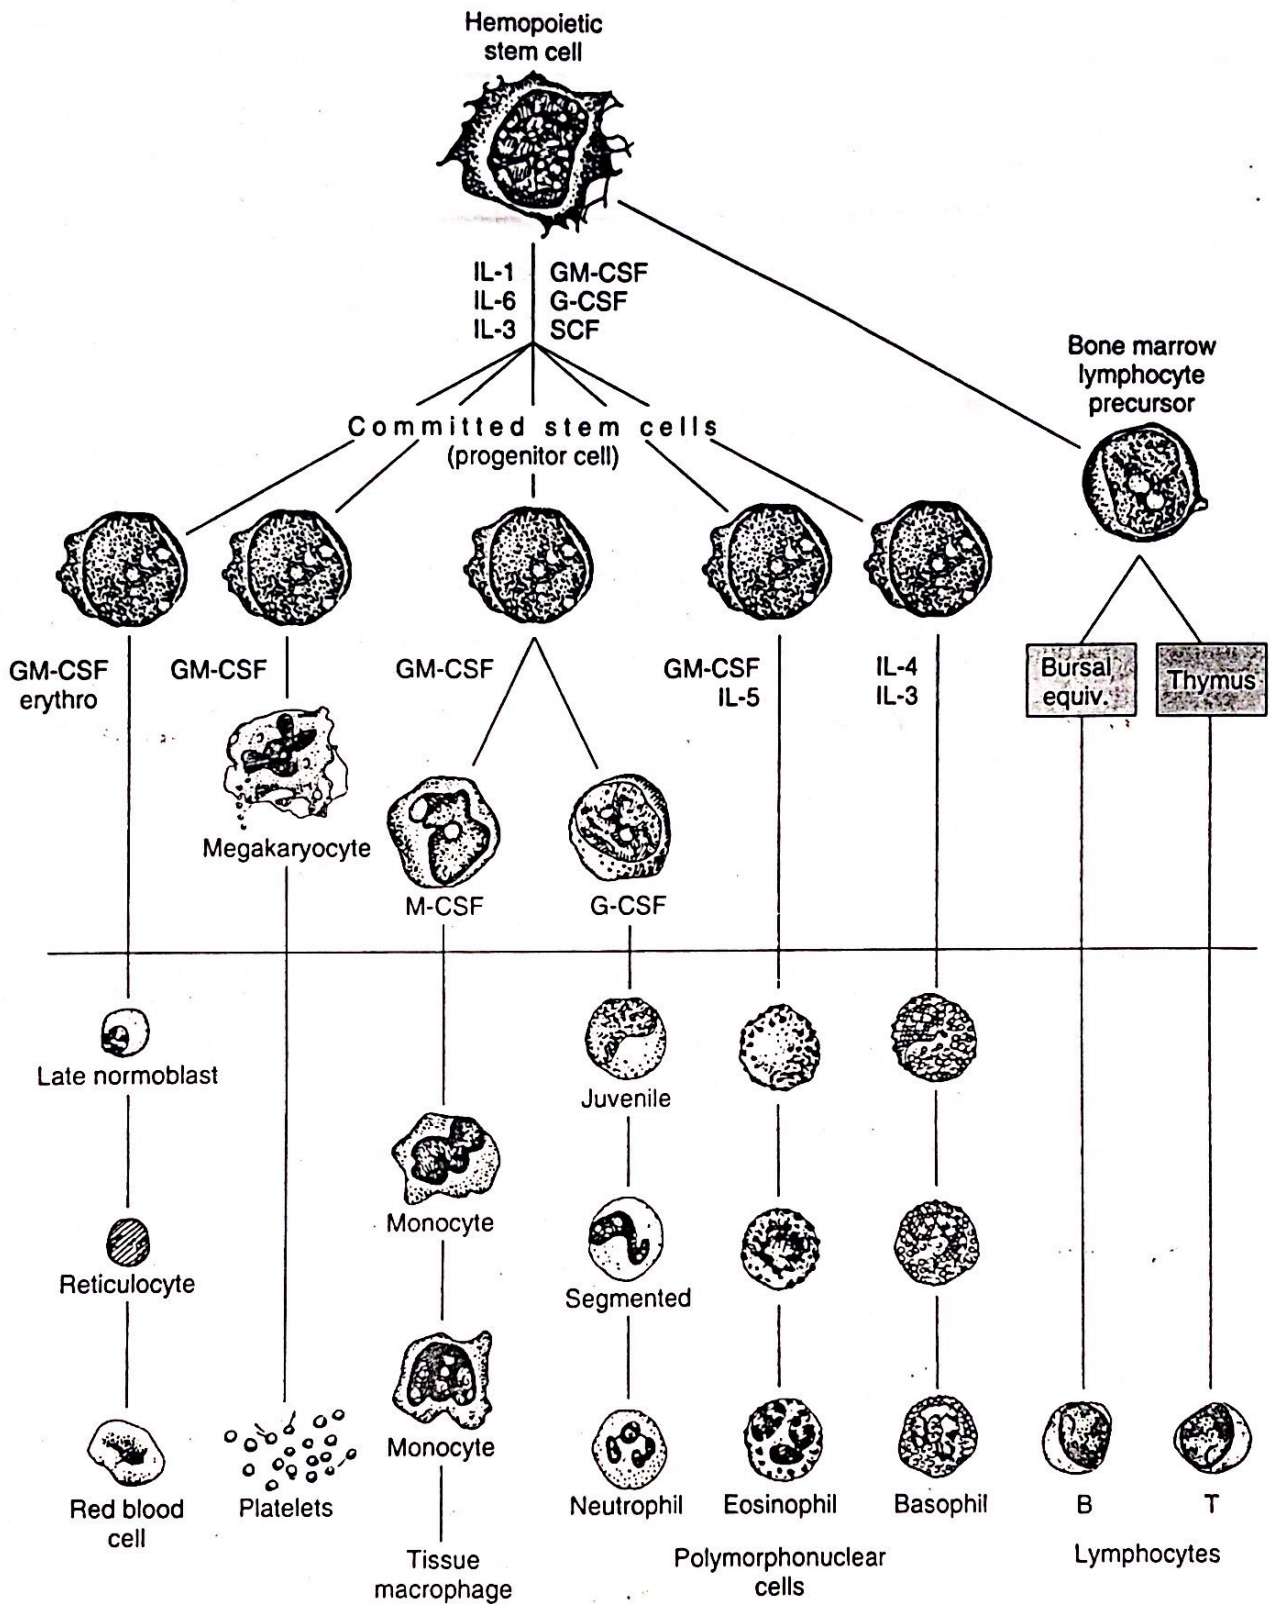 Hemopoietic
stem cell
IL-1 GM-CSF
IL-6 G-CSF
IL-3 SCF
Bone marrow
lymphocyte
precursor
Committed stem cells
(progenitor cell)
GM-CSF
erythro
GM-CSF
GM-CSF
GM-CSF
IL-5
IL-4
IL-3
Bursal
equiv.
Thymus
Megakaryocyte
M-CSF
G-CSF
Late normoblast
Juvenile
Monocyte
Reticulocyte
Segmented
Monocyte
Red blood
cell
Platelets
Neutrophil
Eosinophil
Basophil
B
T
Tissue
macrophage
Polymorphonuclear
cells
Lymphocytes